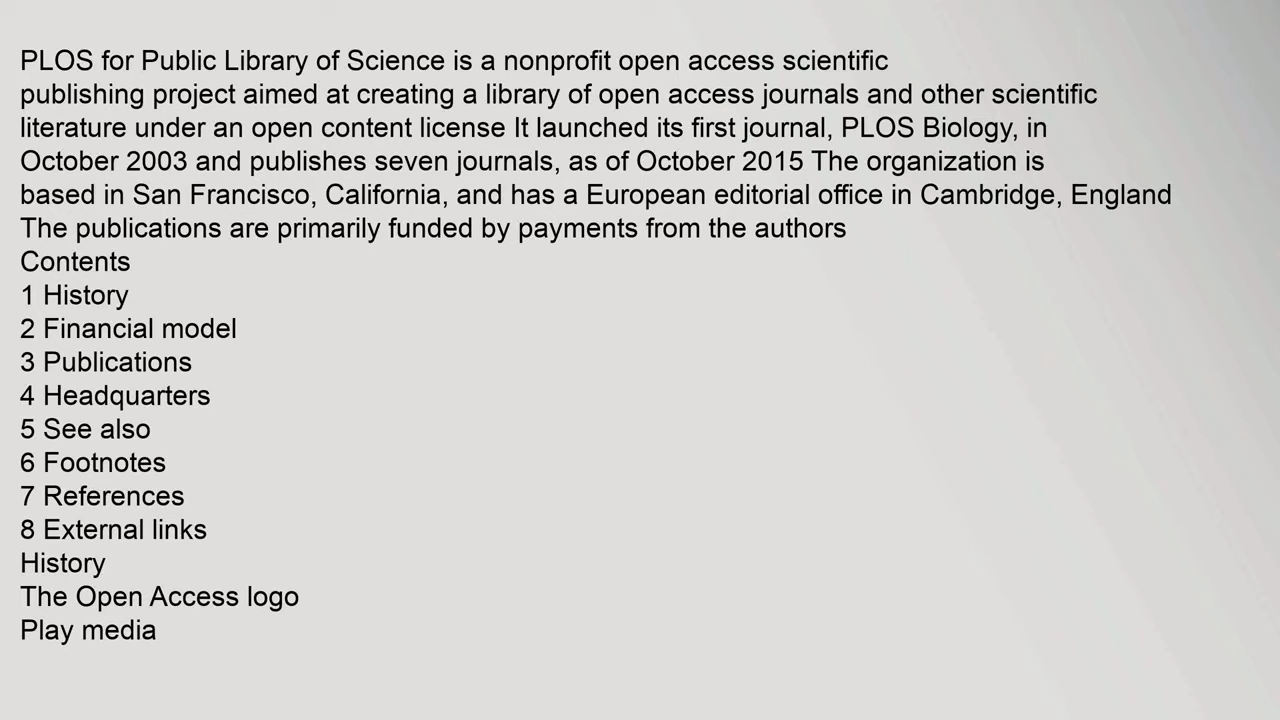 PLOS for Public Library of Science is a nonprofit open access scientific
publishing project aimed at creating a library of open access journals and other scientific
literature under an open content license It launched its first journal, PLOS Biology, in
October 2003 and publishes seven journals, as of October 2015 The organization is
based in San Francisco, California, and has a European editorial office in Cambridge, England
The publications are primarily funded by payments from the authors
Contents
1 History
2 Financial model
3 Publications
4 Headquarters
5 See also
6 Footnotes
7 References
8 External links
History
The Open Access logo
Play media